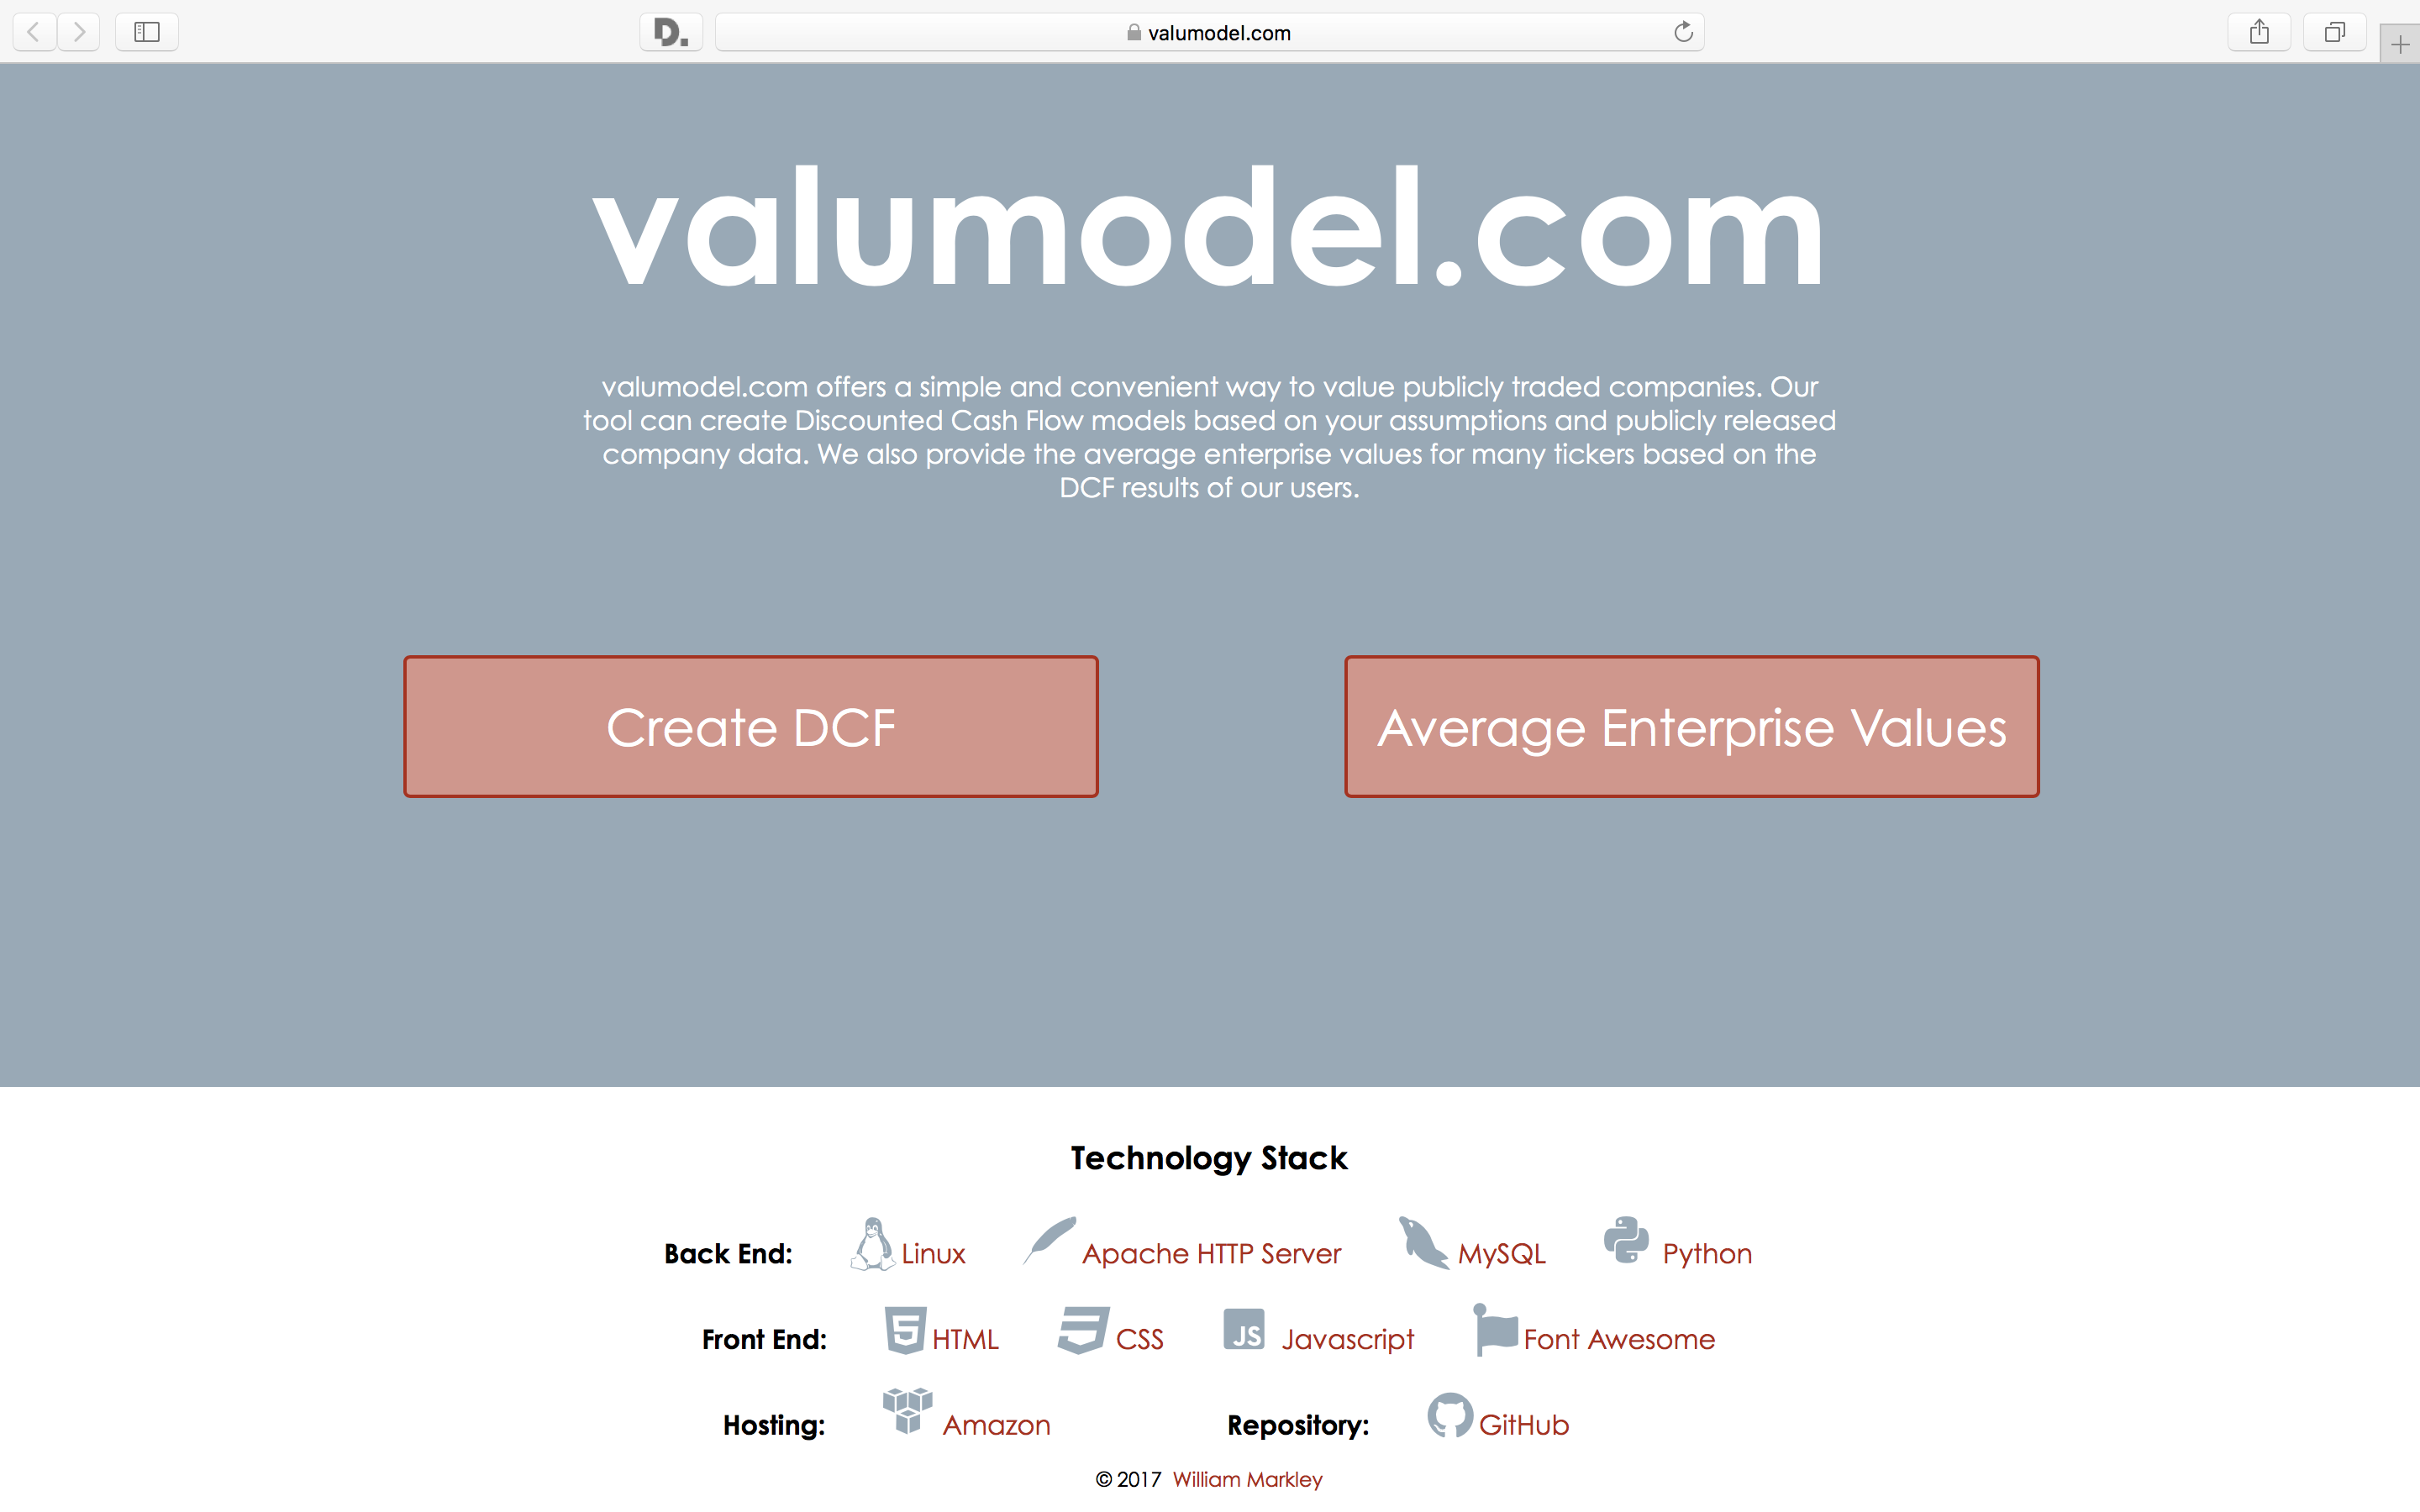 D.
valumodel.com
valumodel.com
valumodel.com offers a simple and convenient way to value publicly traded companies. Our
tool can create Discounted Cash Flow models based on your assumptions and publicly released
company data. We also provide the average enterprise values for many tickers based on the
DCF results of our users.
Create DCF
Average Enterprise Values
Technology Stack
Back End: Linux Apache HTTP Server MySQL Python
Front End: 5 HTML CSS JS Javascript Font Awesome
Hosting: Amazon Repository: GitHub
© 2017 William Markley